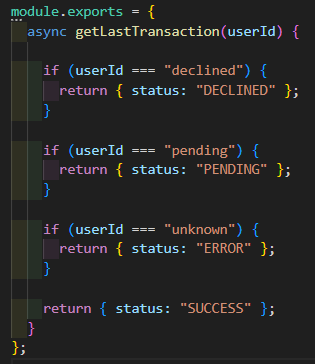 module.exports = {
  async getLastTransaction(userId) {

    if (userId === "declined") {
      return { status: "DECLINED" };
    }

    if (userId === "pending") {
      return { status: "PENDING" };
    }

    if (userId === "unknown") {
      return { status: "ERROR" };
    }

    return { status: "SUCCESS" };
  }
};